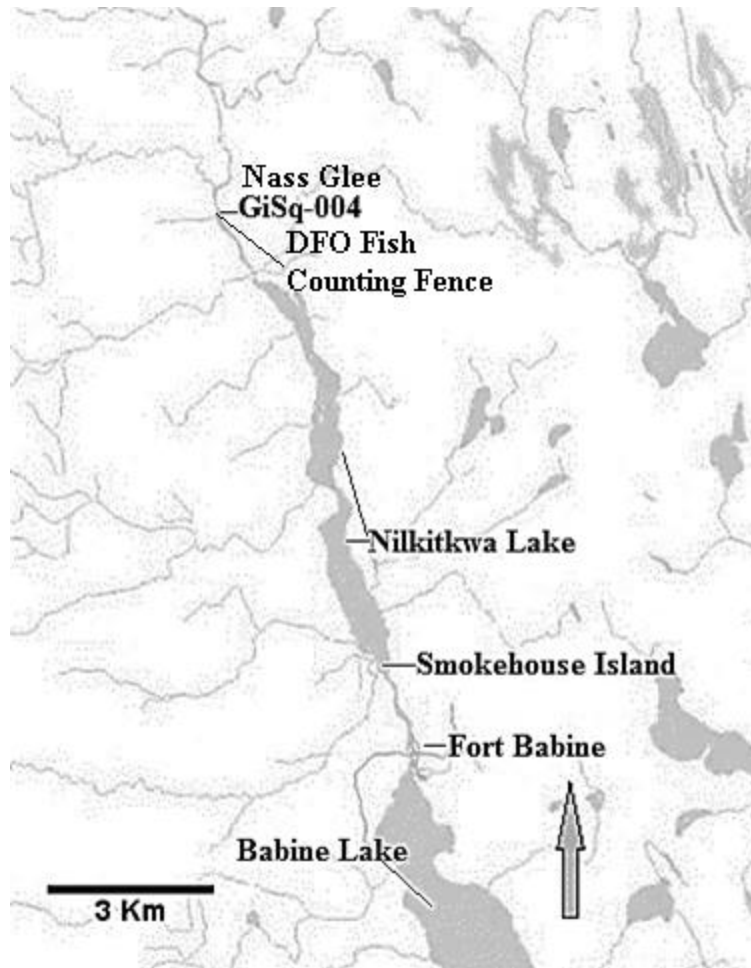 Nass Glee
GiSq-004
DFO Fish
Counting Fence
Nilkitkwa Lake
Smokehouse Island
Fort Babine
Babine Lake
3 Km